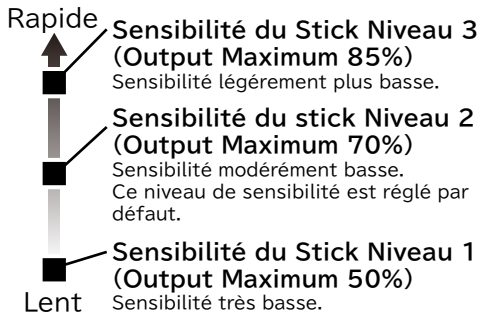 Rapide
Sensibilité du Stick Niveau 3
(Output Maximum 85%)
Sensibilité légérement plus basse.
Sensibilité du stick Niveau 2
(Output Maximum 70%)
Sensibilité modérément basse.
Ce niveau de sensibilité est réglé par
défaut.
Sensibilité du Stick Niveau 1
(Output Maximum 50%)
Sensibilité très basse.
Lent